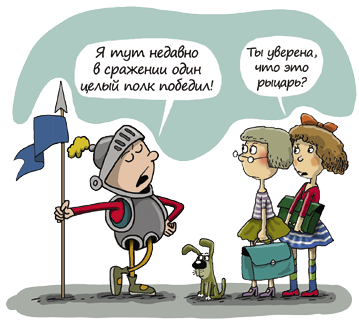 Я тут недавно
в сражении один
целый полк победил!
Ты уверена,
что это
рыцарь?